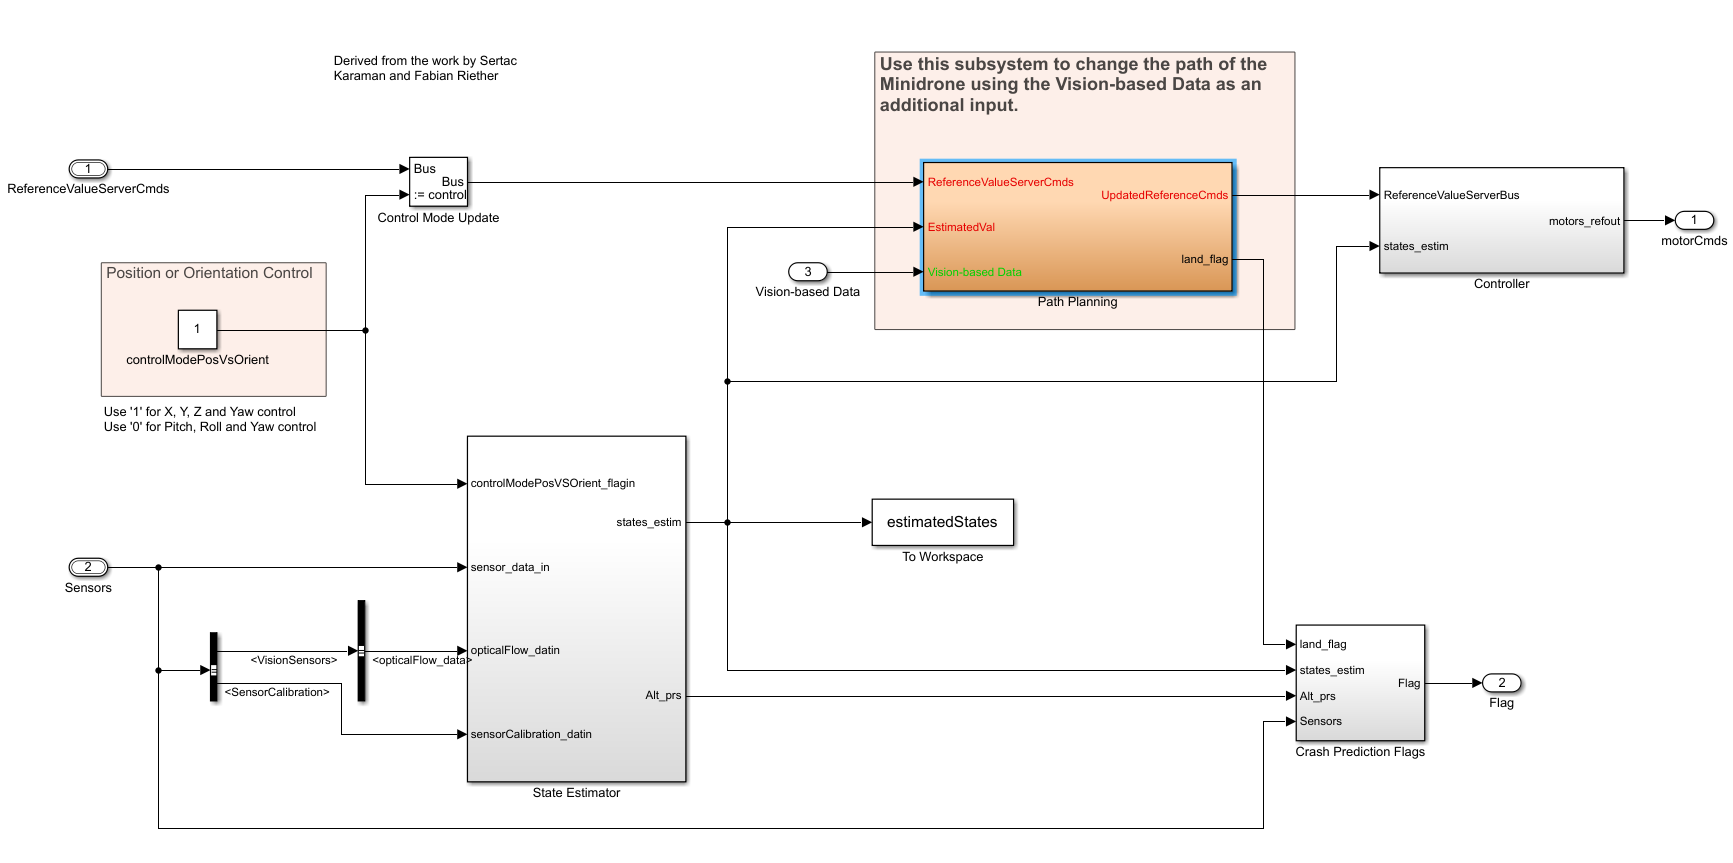 Derived from the work by Sertac
Karaman and Fabian Riether
Use this subsystem to change the path of the
Minidrone using the Vision-based Data as an
additional input.
1
ReferenceValueServerCmds
Bus
Bus
:= control
Control Mode Update
ReferenceValueServerCmds
UpdatedReferenceCmds
EstimatedVal
land_flag
Vision-based Data
Path Planning
3
Vision-based Data
ReferenceValueServerBus
motors_refout
states_estim
Controller
1
motorCmds
Position or Orientation Control
1
controlModePosVsOrient
Use '1' for X, Y, Z and Yaw control
Use '0' for Pitch, Roll and Yaw control
controlModePosVSOrient_flagin
states_estim
sensor_data_in
opticalFlow_datin
Alt_prs
sensorCalibration_datin
State Estimator
estimatedStates
To Workspace
2
Sensors
<VisionSensors>
<opticalFlow_data>
<SensorCalibration>
land_flag
states_estim
Flag
Alt_prs
Sensors
Crash Prediction Flags
2
Flag